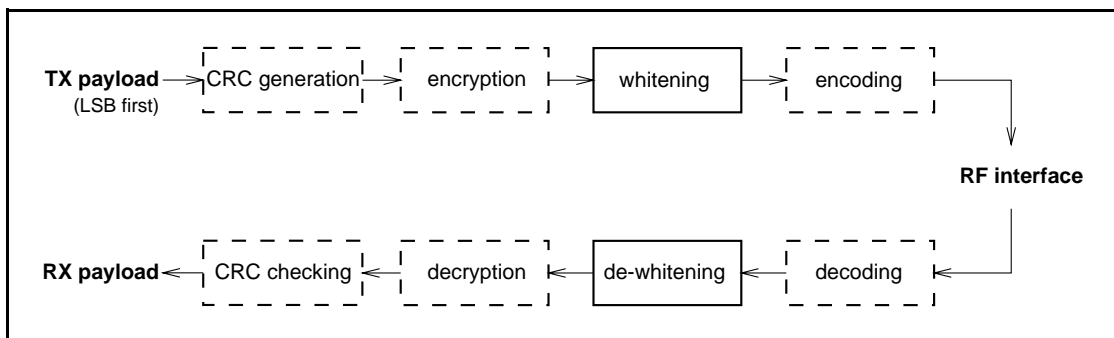 TX payload
(LSB first)
CRC generation
encryption
whitening
encoding
RF interface
RX payload
CRC checking
decryption
de-whitening
decoding